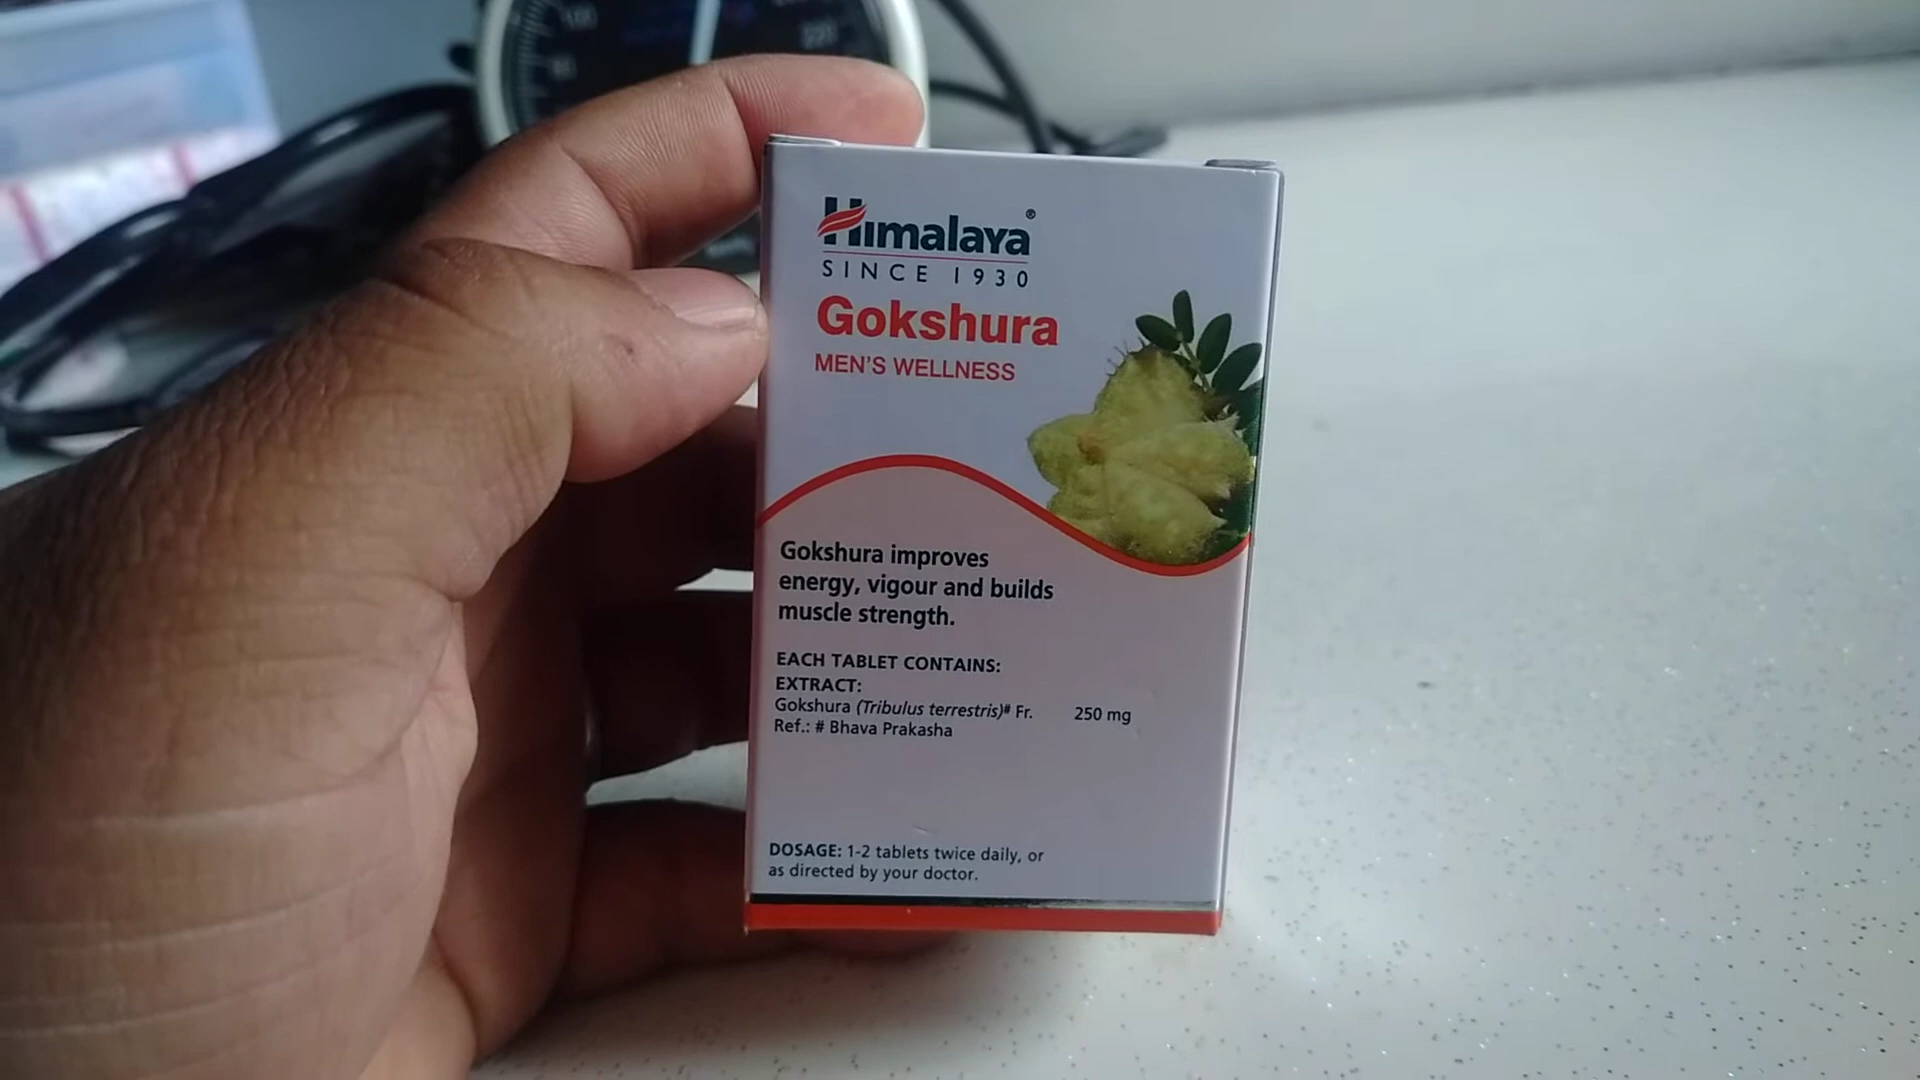 Himalaya®
SINCE 1930
Gokshura
MEN'S WELLNESS
Gokshura improves
energy, vigour and builds
muscle strength.
EACH TABLET CONTAINS:
EXTRACT:
Gokshura (Tribulus terrestris)# Fr. 250 mg
Ref.: # Bhava Prakasha
DOSAGE: 1-2 tablets twice daily, or
as directed by your doctor.